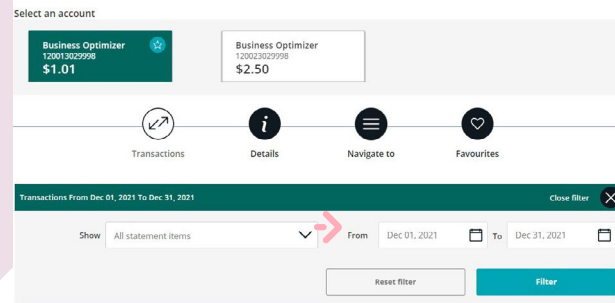 Select an account
Business Optimizer
120013029998
$1.01
Business Optimizer
120023029998
$2.50
Transactions
Details
Navigate to
Favourites
Transactions From Dec 01, 2021 To Dec 31, 2021
Close filter
Show
All statement items
From
Dec 01, 2021
To
Dec 31, 2021
Reset filter
Filter